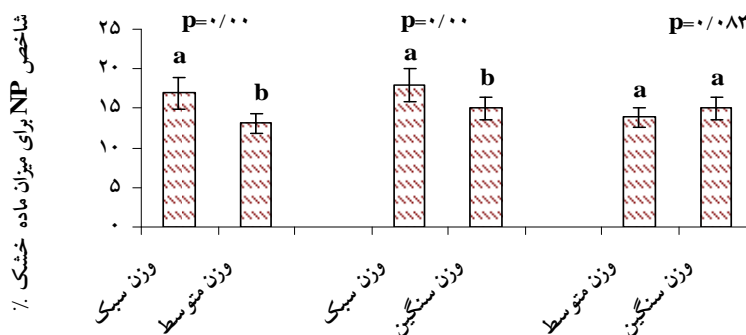 شاخص NP برای میزان ماده خشک %
p=۰/۰۰
p=۰/۰۰
p=۰/۰۸۲
۲۵
۲۰
۱۵
۱۰
۵
۰
a
b
a
b
a
a
وزن سبک
وزن متوسط
وزن سبک
وزن سنگین
وزن متوسط
وزن سنگین